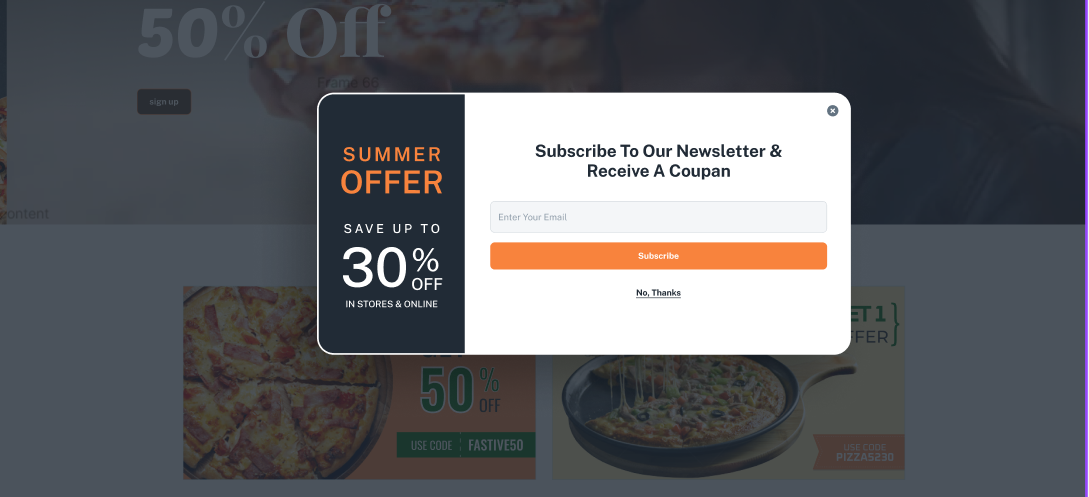 50% Off
Frame 66
sign up
ontent
SUMMER
OFFER
SAVE UP TO
30%
OFF
IN STORES & ONLINE
Subscribe To Our Newsletter &
Receive A Coupan
Enter Your Email
Subscribe
No, Thanks
50%
OFF
USE CODE FASTIVE50
ET 1
FFER
USE CODE
PIZZA5230